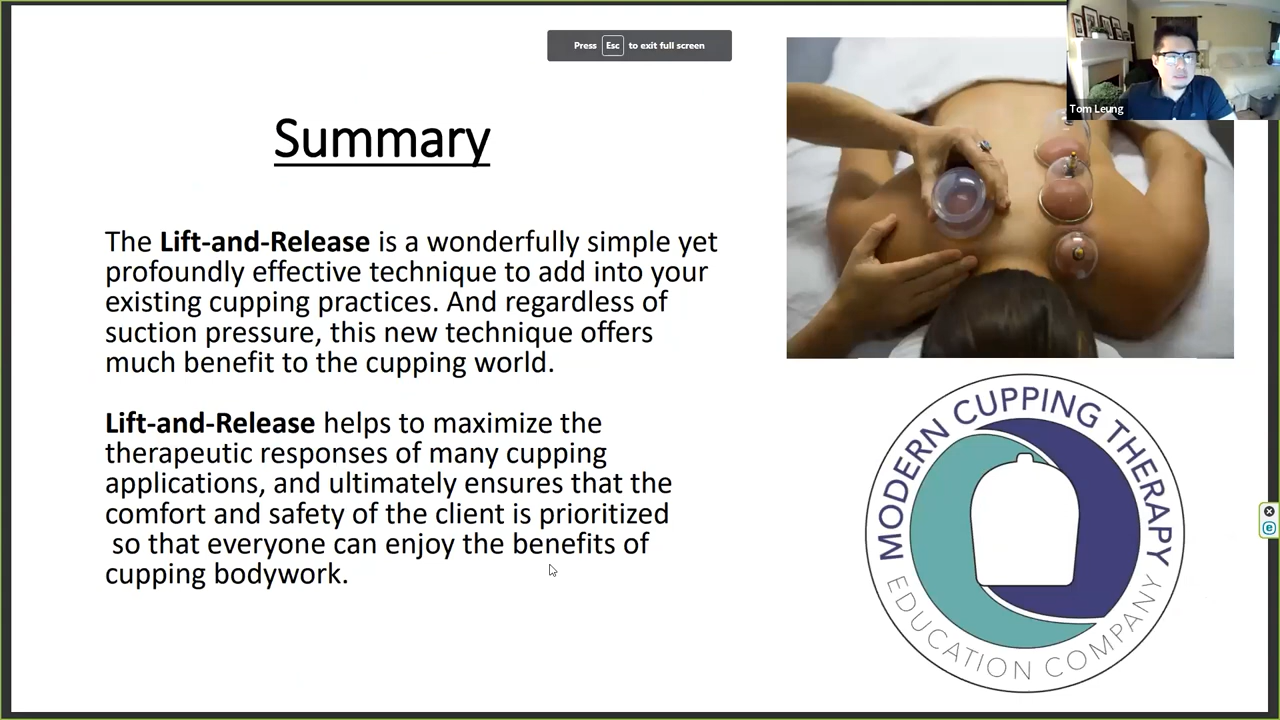 Press Esc to exit full screen
Tom Leung
Summary
The Lift-and-Release is a wonderfully simple yet
profoundly effective technique to add into your
existing cupping practices. And regardless of
suction pressure, this new technique offers
much benefit to the cupping world.
Lift-and-Release helps to maximize the
therapeutic responses of many cupping
applications, and ultimately ensures that the
comfort and safety of the client is prioritized
so that everyone can enjoy the benefits of
cupping bodywork.
MODERN CUPPING THERAPY
EDUCATION COMPANY